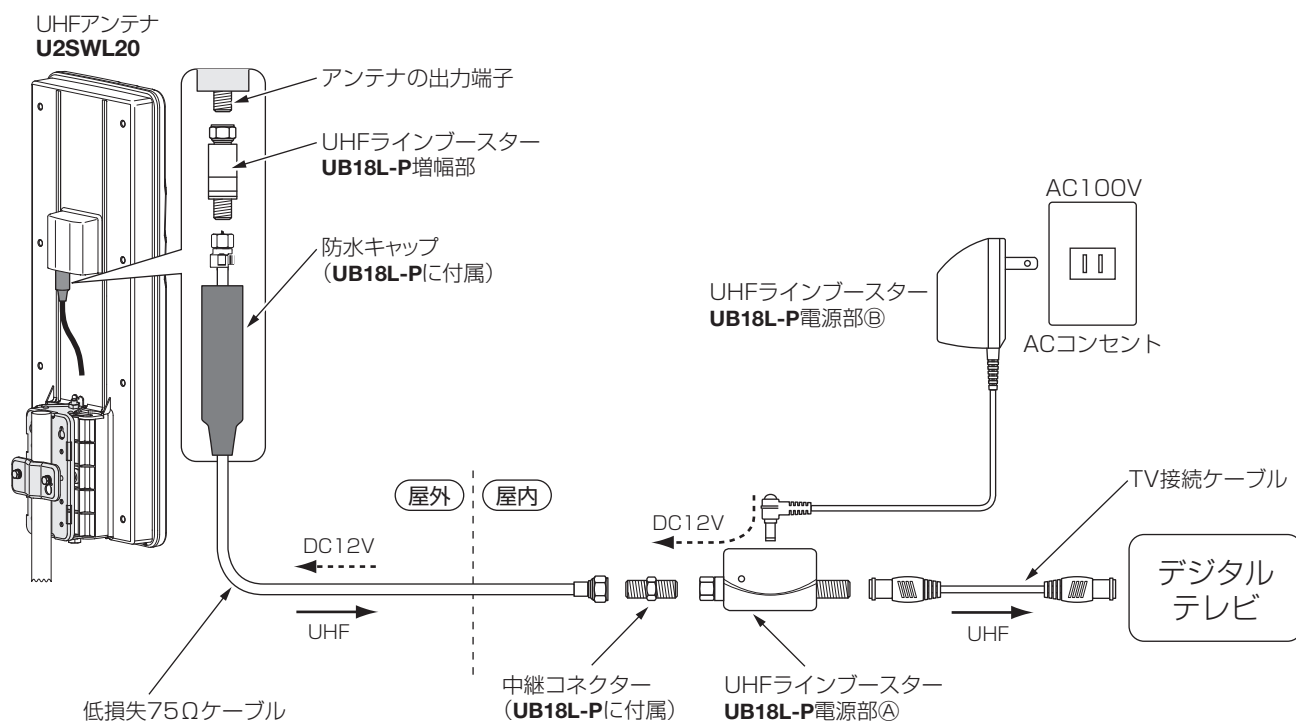 UHFアンテナ
U2SWL20
アンテナの出力端子
UHFラインブースター
UB18L-P増幅部
防水キャップ
（UB18L-Pに付属）
AC100V
UHFラインブースター
UB18L-P電源部Ⓑ
ACコンセント
屋外
屋内
TV接続ケーブル
DC12V
DC12V
デジタル
テレビ
UHF
UHF
低損失75Ωケーブル
中継コネクター
（UB18L-Pに付属）
UHFラインブースター
UB18L-P電源部Ⓐ